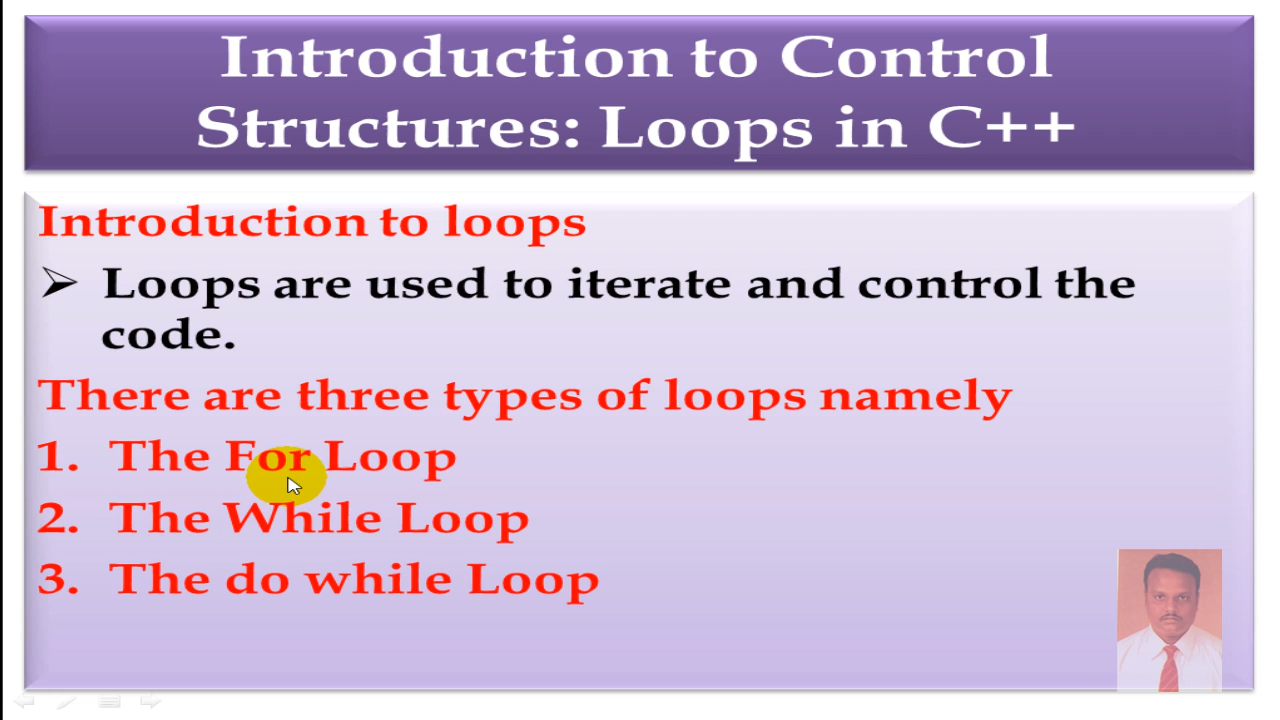 Introduction to Control
Structures: Loops in C++
Introduction to loops
➢ Loops are used to iterate and control the
code.
There are three types of loops namely
1. The For Loop
2. The While Loop
3. The do while Loop